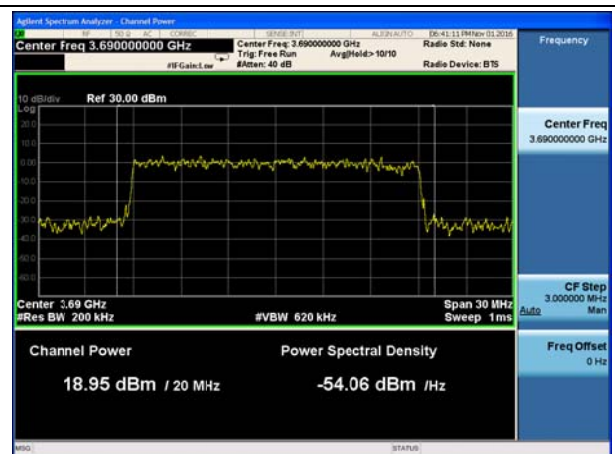 Agilent Spectrum Analyzer - Channel Power
RF 50 Ω AC CORREC SENSE:INT ALIGN AUTO 06:41:11 PM Nov 01, 2016
Center Freq 3.690000000 GHz
Center Freq: 3.690000000 GHz
Radio Std: None
Trig: Free Run Avg|Hold:> 10/10
#IFGain:Low #Atten: 40 dB Radio Device: BTS
Frequency
10 dB/div Ref 30.00 dBm
Log
20.0
10.0
0.00
-10.0
-20.0
-30.0
-40.0
-50.0
-60.0
Center 3.69 GHz Span 30 MHz
#Res BW 200 kHz #VBW 620 kHz Sweep 1 ms
Channel Power Power Spectral Density
18.95 dBm / 20 MHz -54.06 dBm /Hz
Center Freq
3.690000000 GHz
CF Step
3.000000 MHz
Auto Man
Freq Offset
0 Hz
MSG STATUS